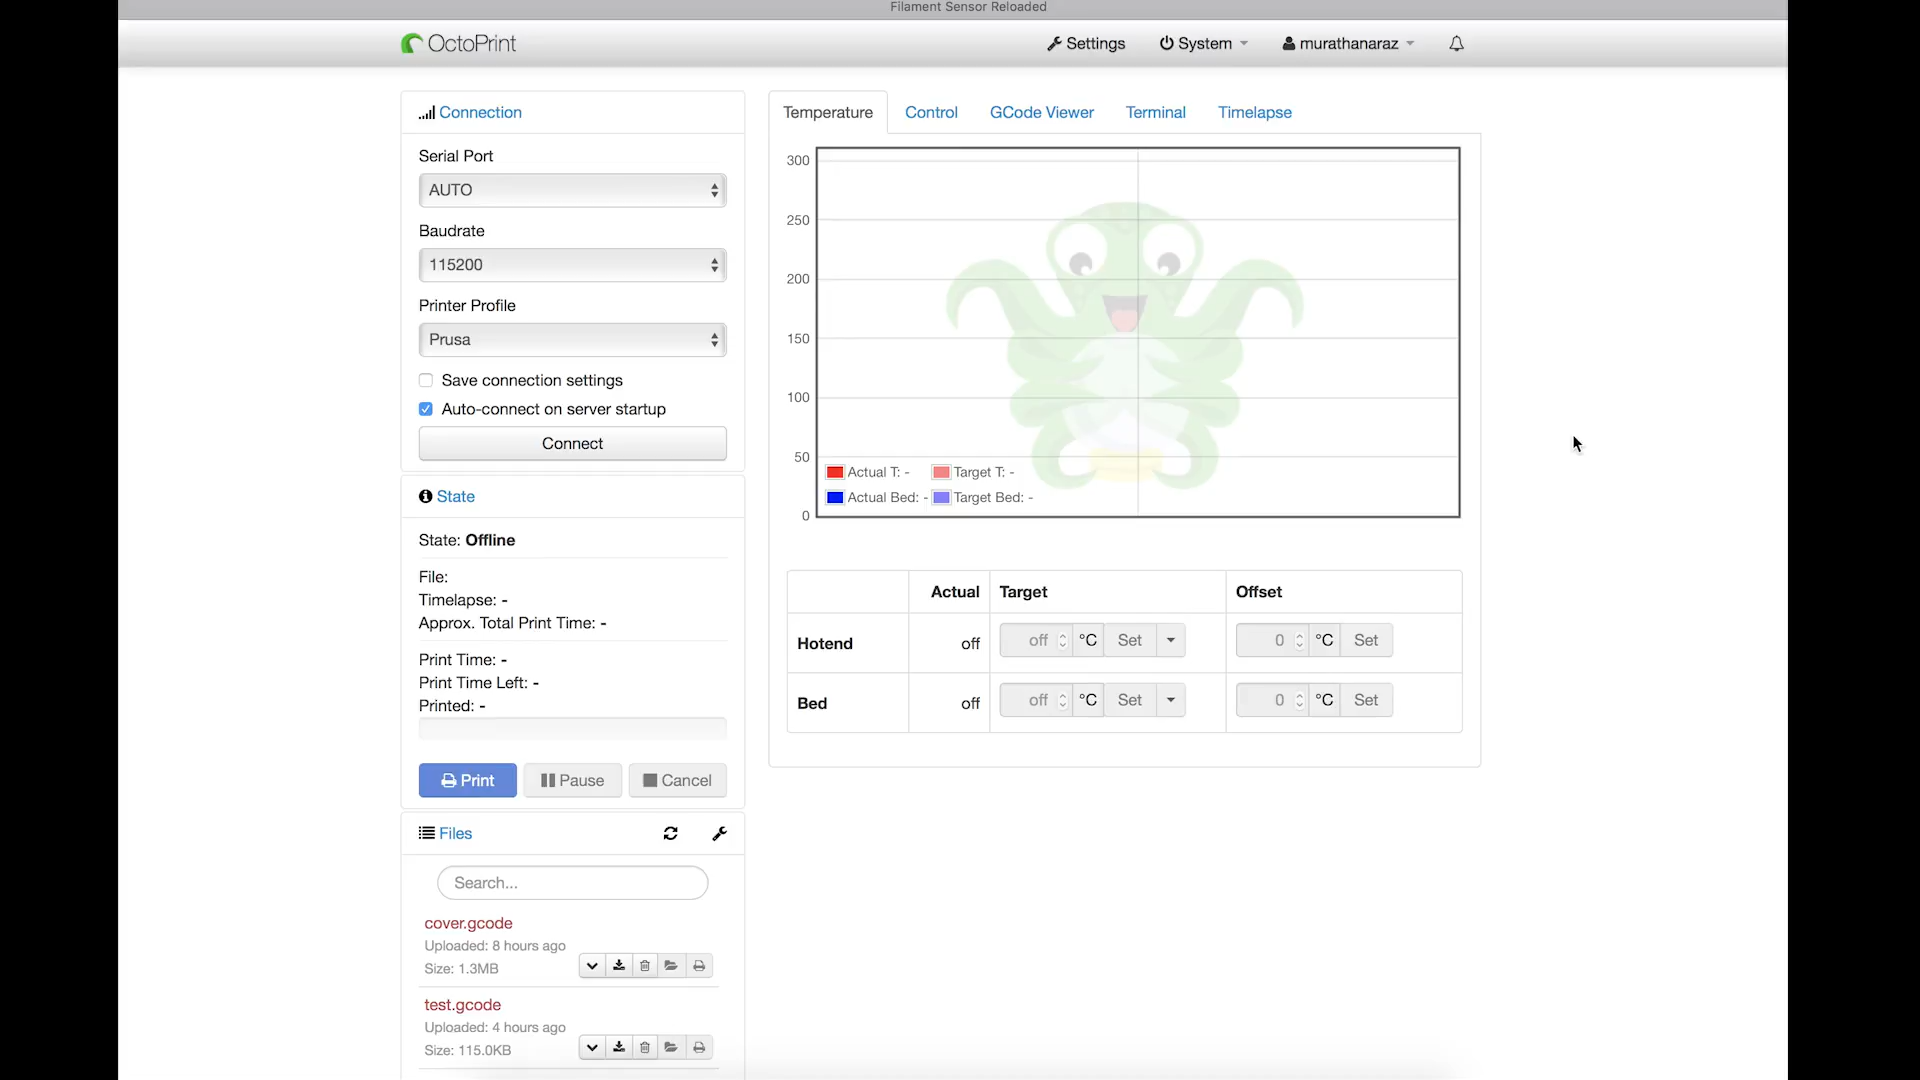 Filament Sensor Reloaded
OctoPrint
Settings
System
murathanaraz
Connection
Serial Port
AUTO
Baudrate
115200
Printer Profile
Prusa
Save connection settings
Auto-connect on server startup
Connect
State
State: Offline
File:
Timelapse: -
Approx. Total Print Time: -
Print Time: -
Print Time Left: -
Printed: -
Print
Pause
Cancel
Files
Search...
cover.gcode
Uploaded: 8 hours ago
Size: 1.3MB
test.gcode
Uploaded: 4 hours ago
Size: 115.0KB
Temperature
Control
GCode Viewer
Terminal
Timelapse
300
250
200
150
100
50
0
Actual T: - Target T: -
Actual Bed: - Target Bed: -
Actual Target Offset
Hotend off off °C Set 0 °C Set
Bed off off °C Set 0 °C Set